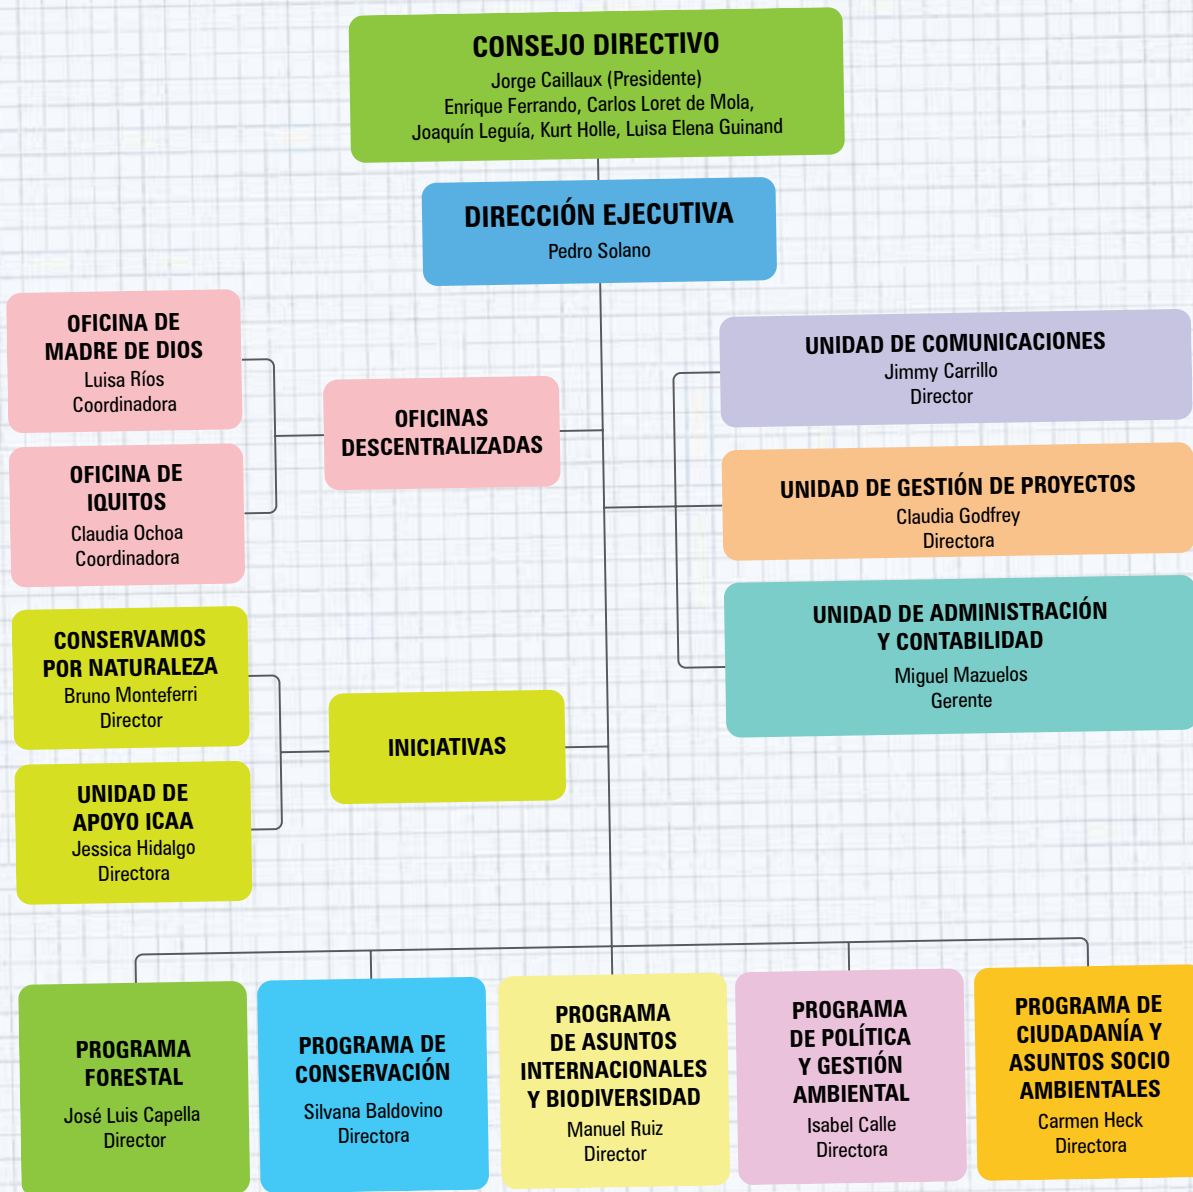 CONSEJO DIRECTIVO
Jorge Caillaux (Presidente)
Enrique Ferrando, Carlos Loret de Mola,
Joaquín Leguía, Kurt Holle, Luisa Elena Guinand
DIRECCIÓN EJECUTIVA
Pedro Solano
OFICINA DE
MADRE DE DIOS
Luisa Ríos
Coordinadora
OFICINA DE
IQUITOS
Claudia Ochoa
Coordinadora
OFICINAS
DESCENTRALIZADAS
UNIDAD DE COMUNICACIONES
Jimmy Carrillo
Director
UNIDAD DE GESTIÓN DE PROYECTOS
Claudia Godfrey
Directora
UNIDAD DE ADMINISTRACIÓN
Y CONTABILIDAD
Miguel Mazuelos
Gerente
CONSERVAMOS
POR NATURALEZA
Bruno Monteferri
Director
UNIDAD DE
APOYO ICAA
Jessica Hidalgo
Directora
INICIATIVAS
PROGRAMA
FORESTAL
José Luis Capella
Director
PROGRAMA DE
CONSERVACIÓN
Silvana Baldovino
Directora
PROGRAMA
DE ASUNTOS
INTERNACIONALES
Y BIODIVERSIDAD
Manuel Ruiz
Director
PROGRAMA
DE POLÍTICA
Y GESTIÓN
AMBIENTAL
Isabel Calle
Directora
PROGRAMA DE
CIUDADANÍA Y
ASUNTOS SOCIO
AMBIENTALES
Carmen Heck
Directora